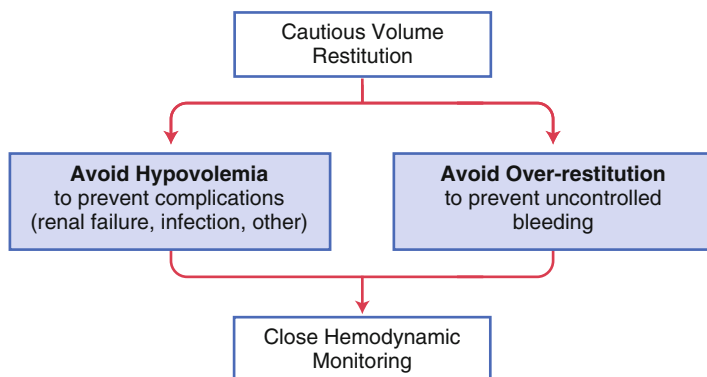 Cautious Volume
Restitution
Avoid Hypovolemia
to prevent complications
(renal failure, infection, other)
Avoid Over-restitution
to prevent uncontrolled
bleeding
Close Hemodynamic
Monitoring